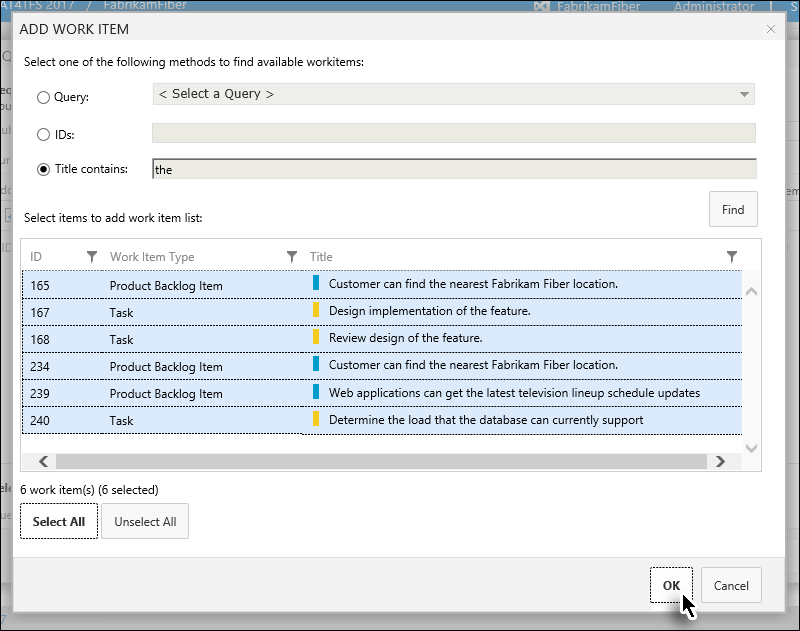 AT4TFS 2017 / FabrikamFiber FabrikamFiber Administrator
ADD WORK ITEM
Select one of the following methods to find available workitems:
Query: < Select a Query >
IDs:
Title contains: the
Find
Select items to add work item list:
ID Work Item Type Title
165 Product Backlog Item Customer can find the nearest Fabrikam Fiber location.
167 Task Design implementation of the feature.
168 Task Review design of the feature.
234 Product Backlog Item Customer can find the nearest Fabrikam Fiber location.
239 Product Backlog Item Web applications can get the latest television lineup schedule updates
240 Task Determine the load that the database can currently support
6 work item(s) (6 selected)
Select All Unselect All
OK Cancel